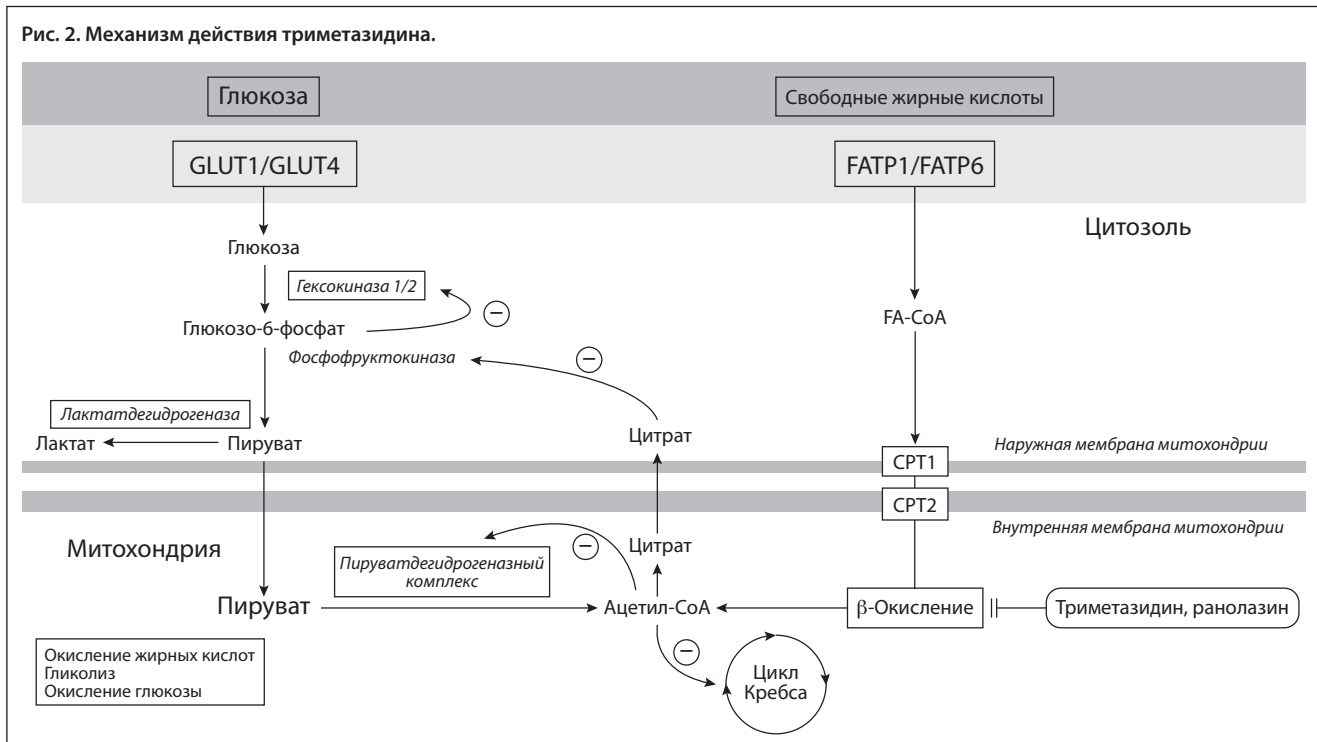 Рис. 2. Механизм действия триметазидина.
Глюкоза
Свободные жирные кислоты
GLUT1/GLUT4
FATP1/FATP6
Цитозоль
Глюкоза
Гексокиназа 1/2
−
Глюкозо-6-фосфат
FA-CoA
Фосфофруктокиназа
−
Лактатдегидрогеназа
Лактат
Пируват
Цитрат
Наружная мембрана митохондрии
CPT1
CPT2
Внутренняя мембрана митохондрии
Митохондрия
−
Цитрат
Пируватдегидрогеназный
комплекс
Пируват
Ацетил-CoA
β-Окисление
Триметазидин, ранолазин
−
Окисление жирных кислот
Гликолиз
Окисление глюкозы
Цикл
Кребса